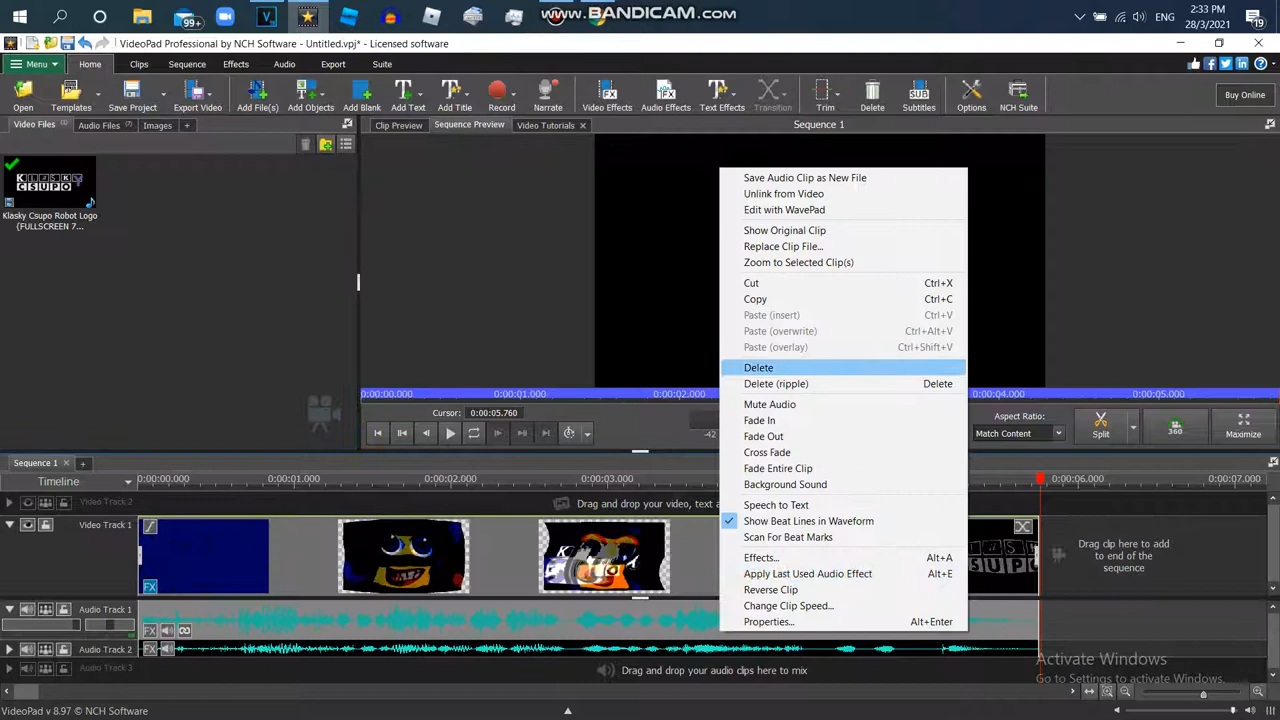 99+
www.BANDICAM.com
ENG
2:33 PM
28/3/2021
19
VideoPad Professional by NCH Software - Untitled.vpj* - Licensed software
Menu Home Clips Sequence Effects Audio Export Suite
Open Templates Save Project Export Video Add File(s) Add Objects Add Blank Add Text Add Title Record Narrate Video Effects Audio Effects Text Effects Transition Trim Delete Subtitles Options NCH Suite
Buy Online
Video Files Audio Files Images +
Clip Preview Sequence Preview Video Tutorials
Sequence 1
Klasky Csupo Robot Logo
{FULLSCREEN 7...
Save Audio Clip as New File
Unlink from Video
Edit with WavePad
Show Original Clip
Replace Clip File...
Zoom to Selected Clip(s)
Cut Ctrl+X
Copy Ctrl+C
Paste (insert) Ctrl+V
Paste (overwrite) Ctrl+Alt+V
Paste (overlay) Ctrl+Shift+V
Delete
Delete (ripple) Delete
Mute Audio
Fade In
Fade Out
Cross Fade
Fade Entire Clip
Background Sound
Speech to Text
Show Beat Lines in Waveform
Scan For Beat Marks
Effects... Alt+A
Apply Last Used Audio Effect Alt+E
Reverse Clip
Change Clip Speed...
Properties... Alt+Enter
0:00:00.000 0:00:01.000 0:00:02.000 0:00:04.000 0:00:05.000
Cursor: 0:00:05.760
-42
Aspect Ratio:
Match Content
Split
360
Maximize
Sequence 1 +
Timeline
0:00:00.000 0:00:01.000 0:00:02.000 0:00:03.000 0:00:06.000 0:00:07.000
Video Track 2
Drag and drop your video, text a
Video Track 1
Drag clip here to add
to end of the
sequence
Audio Track 1
Audio Track 2
Audio Track 3
Drag and drop your audio clips here to mix
Activate Windows
Go to Settings to activate Windows.
VideoPad v 8.97 © NCH Software